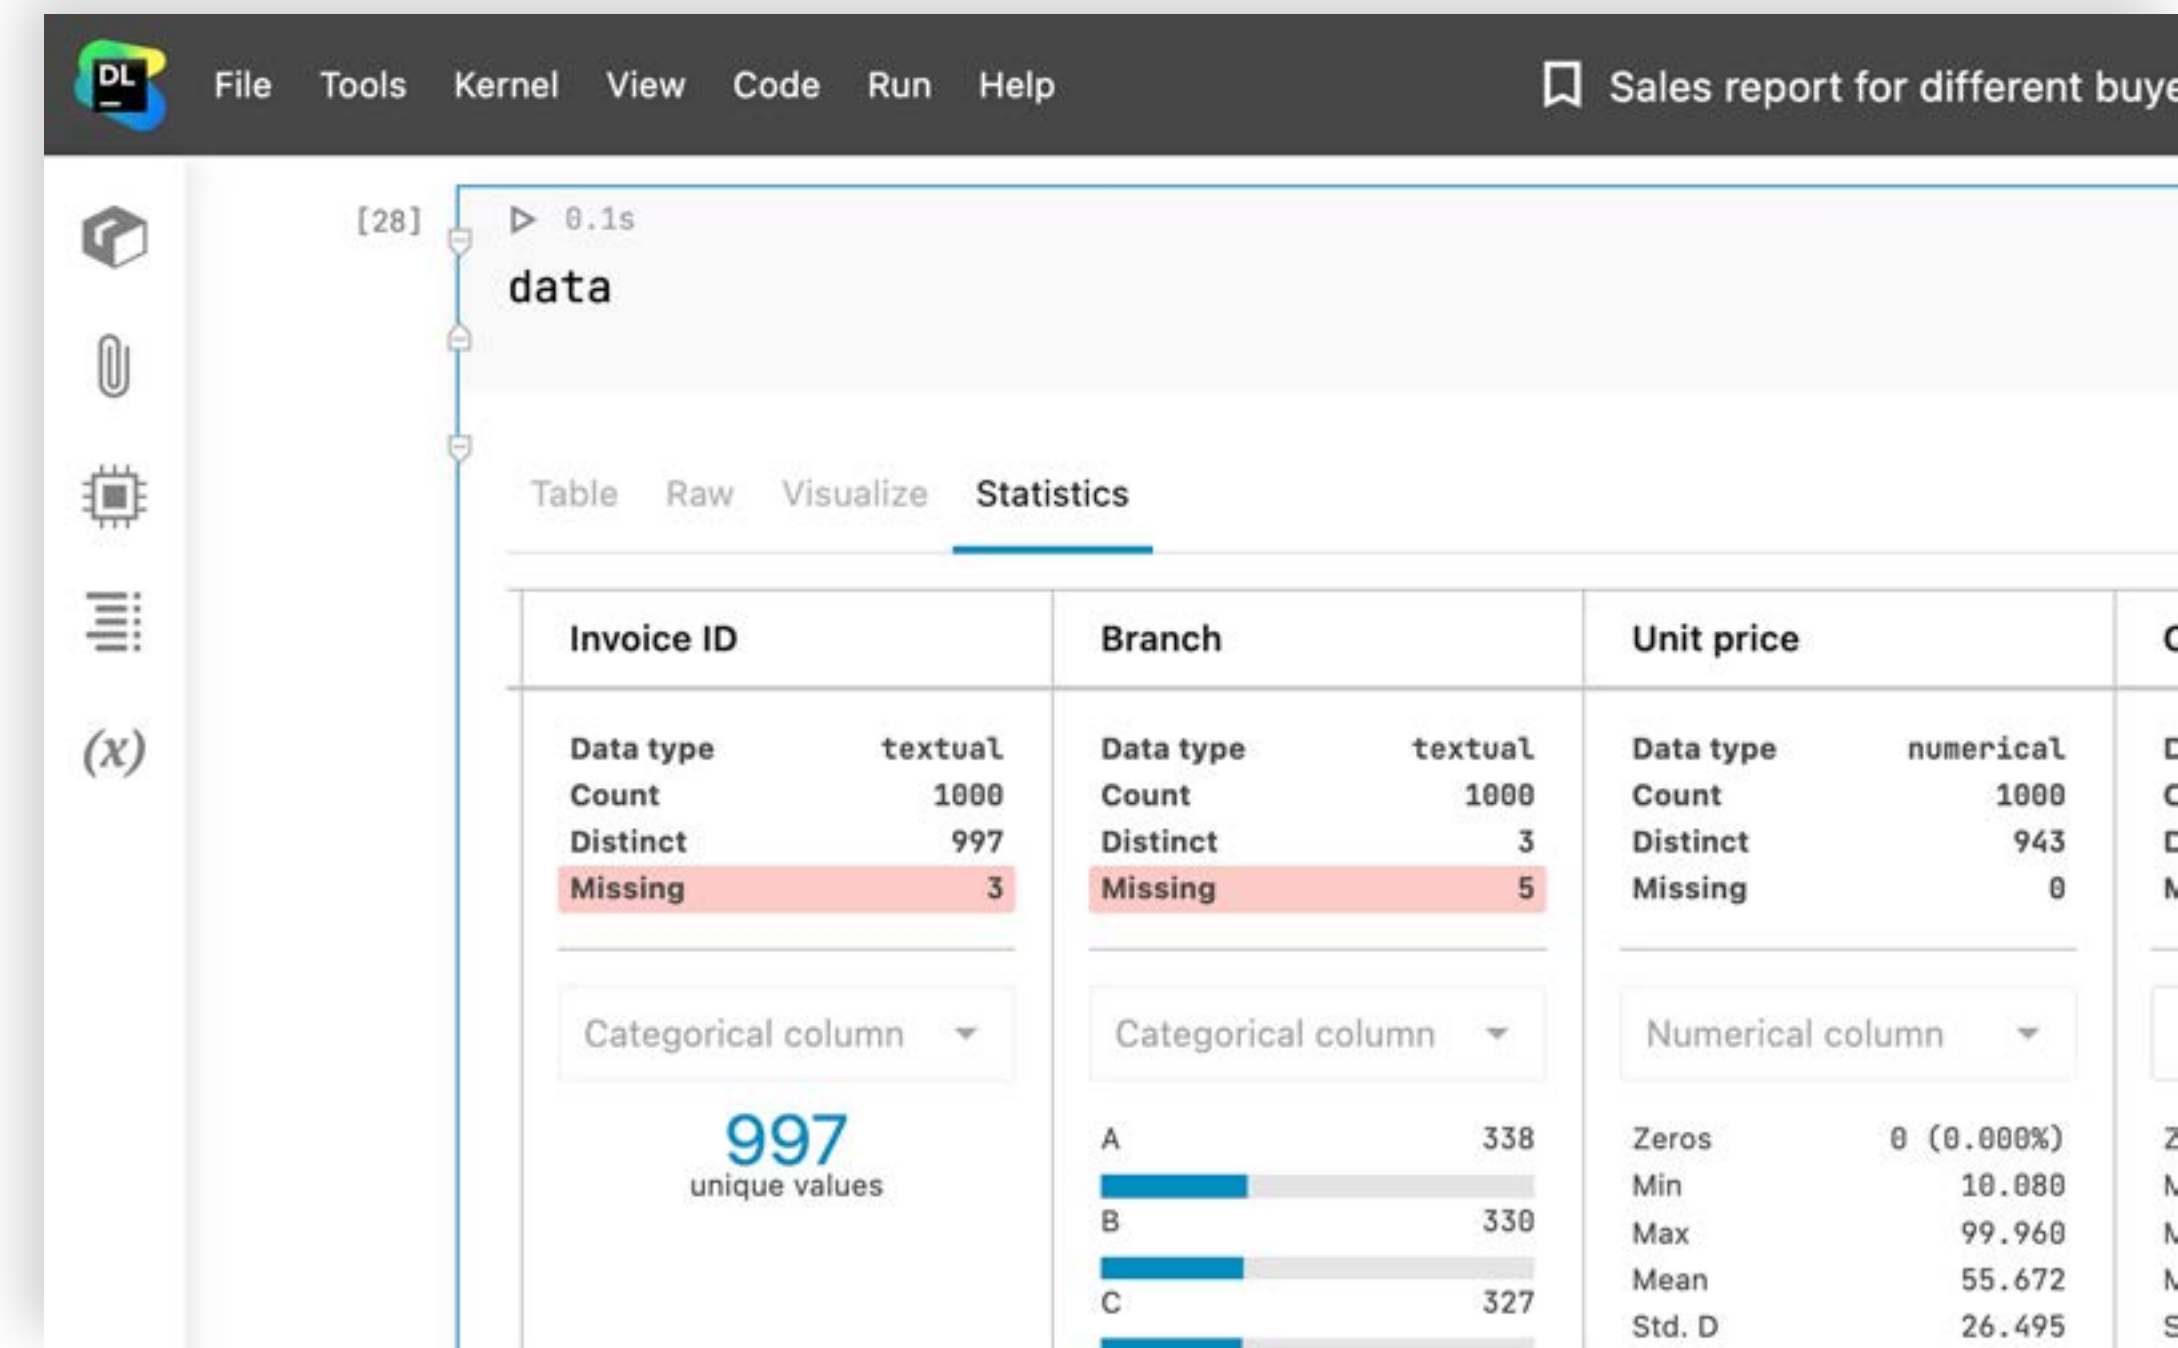 DL
File Tools Kernel View Code Run Help
Sales report for different
[28]
0.1s
data
Table Raw Visualize Statistics
Invoice ID
Data type textual
Count 1000
Distinct 997
Missing 3
Categorical column
997
unique values
Branch
Data type textual
Count 1000
Distinct 3
Missing 5
Categorical column
A 338
B 330
C 327
Unit price
Data type numerical
Count 1000
Distinct 943
Missing 0
Numerical column
Zeros 0 (0.000%)
Min 10.080
Max 99.960
Mean 55.672
Std. D 26.495
(x)